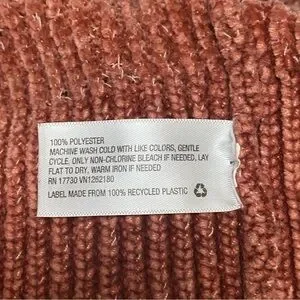 100% POLYESTER
MACHINE WASH COLD WITH LIKE COLORS, GENTLE
CYCLE, ONLY NON-CHLORINE BLEACH IF NEEDED, LAY
FLAT TO DRY, WARM IRON IF NEEDED
RN 17730 VN1262180
LABEL MADE FROM 100% RECYCLED PLASTIC